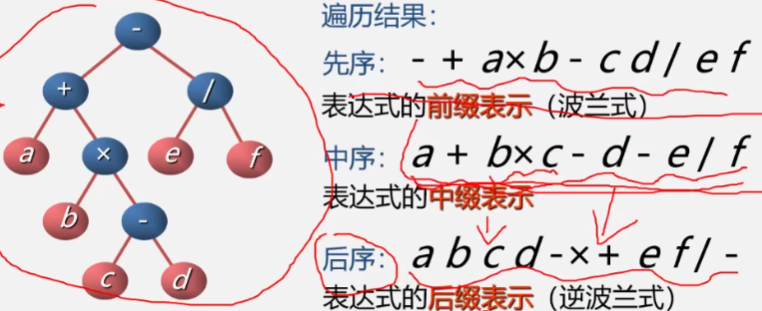 遍历结果：
先序： - + a × b - c d / e f
表达式的前缀表示（波兰式）
中序： a + b × c - d - e / f
表达式的中缀表示
后序： a b c d - × + e f / -
表达式的后缀表示（逆波兰式）
-
+ /
a × e f
b -
c d